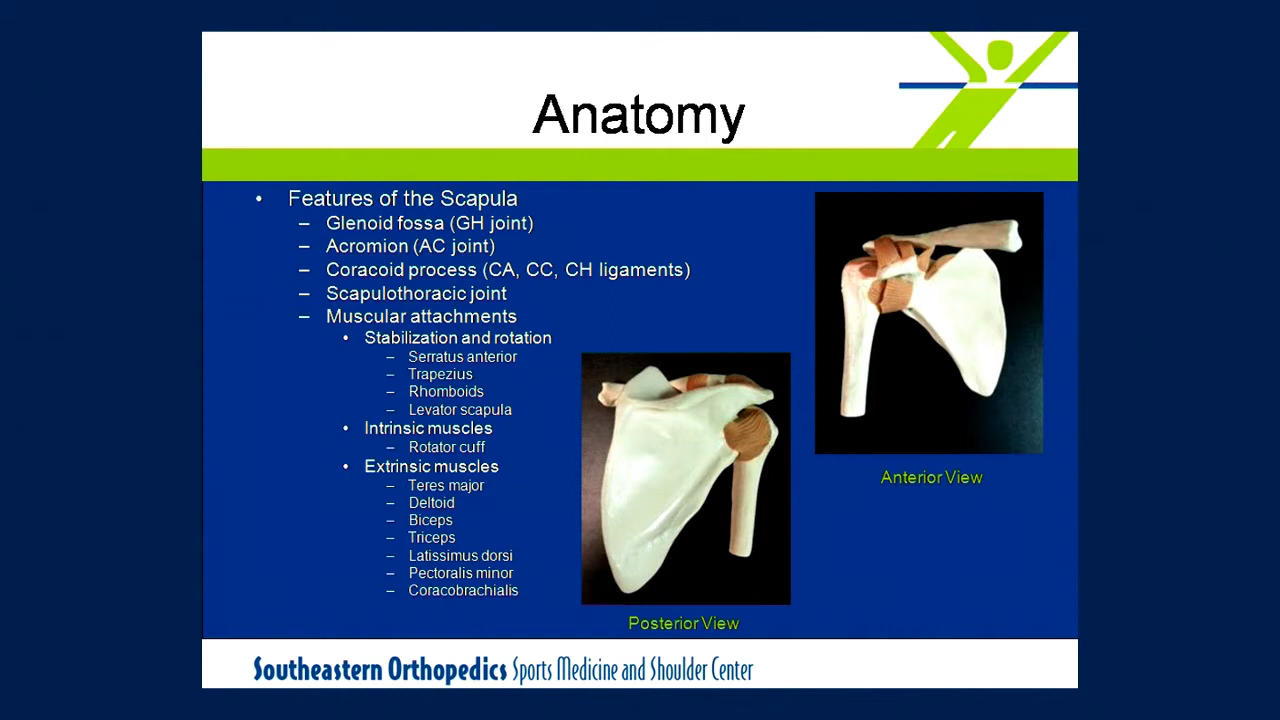 Anatomy
• Features of the Scapula
– Glenoid fossa (GH joint)
– Acromion (AC joint)
– Coracoid process (CA, CC, CH ligaments)
– Scapulothoracic joint
– Muscular attachments
• Stabilization and rotation
– Serratus anterior
– Trapezius
– Rhomboids
– Levator scapula
• Intrinsic muscles
– Rotator cuff
• Extrinsic muscles
– Teres major
– Deltoid
– Biceps
– Triceps
– Latissimus dorsi
– Pectoralis minor
– Coracobrachialis
Anterior View
Posterior View
Southeastern Orthopedics Sports Medicine and Shoulder Center